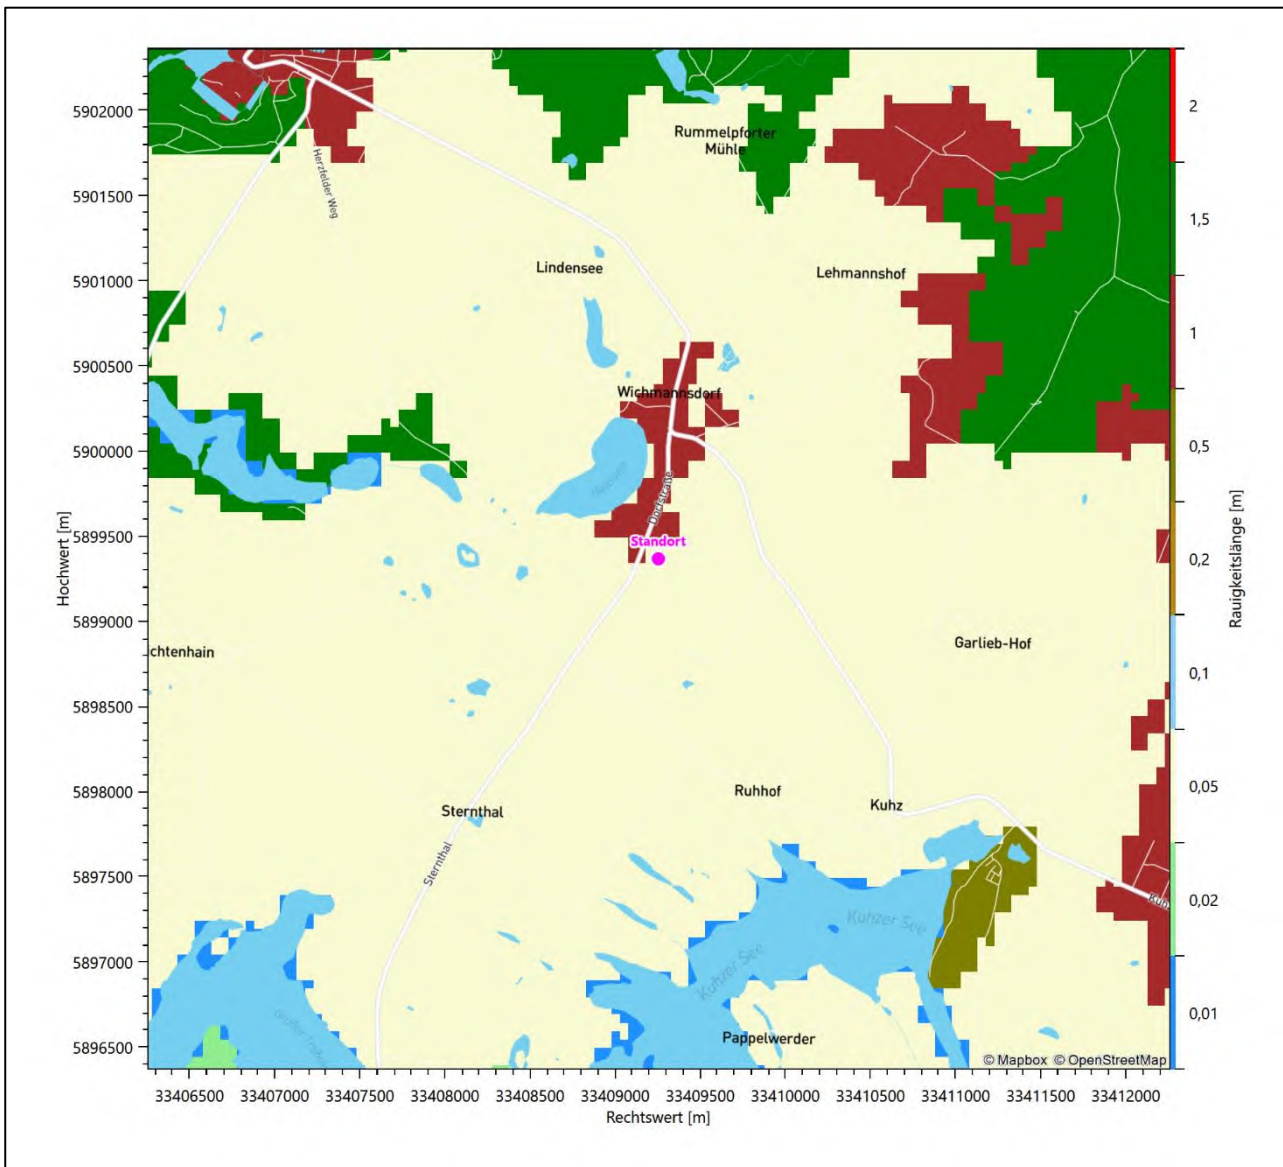 Rummelpforter
Mühle
Herzfelder Weg
Lindensee
Lehmannshof
Wichmannsdorf
Dorfstraße
Standort
Garlieb-Hof
chtenhain
Ruhhof
Kuhz
Sternthal
Sternthal
Kuhzer See
Kuhzer See
Pappelwerder
© Mapbox © OpenStreetMap
5902000
5901500
5901000
5900500
5900000
5899500
5899000
5898500
5898000
5897500
5897000
5896500
Hochwert [m]
33406500 33407000 33407500 33408000 33408500 33409000 33409500 33410000 33410500 33411000 33411500 33412000
Rechtswert [m]
2
1,5
1
0,5
0,2
0,1
0,05
0,02
0,01
Rauigkeitslänge [m]